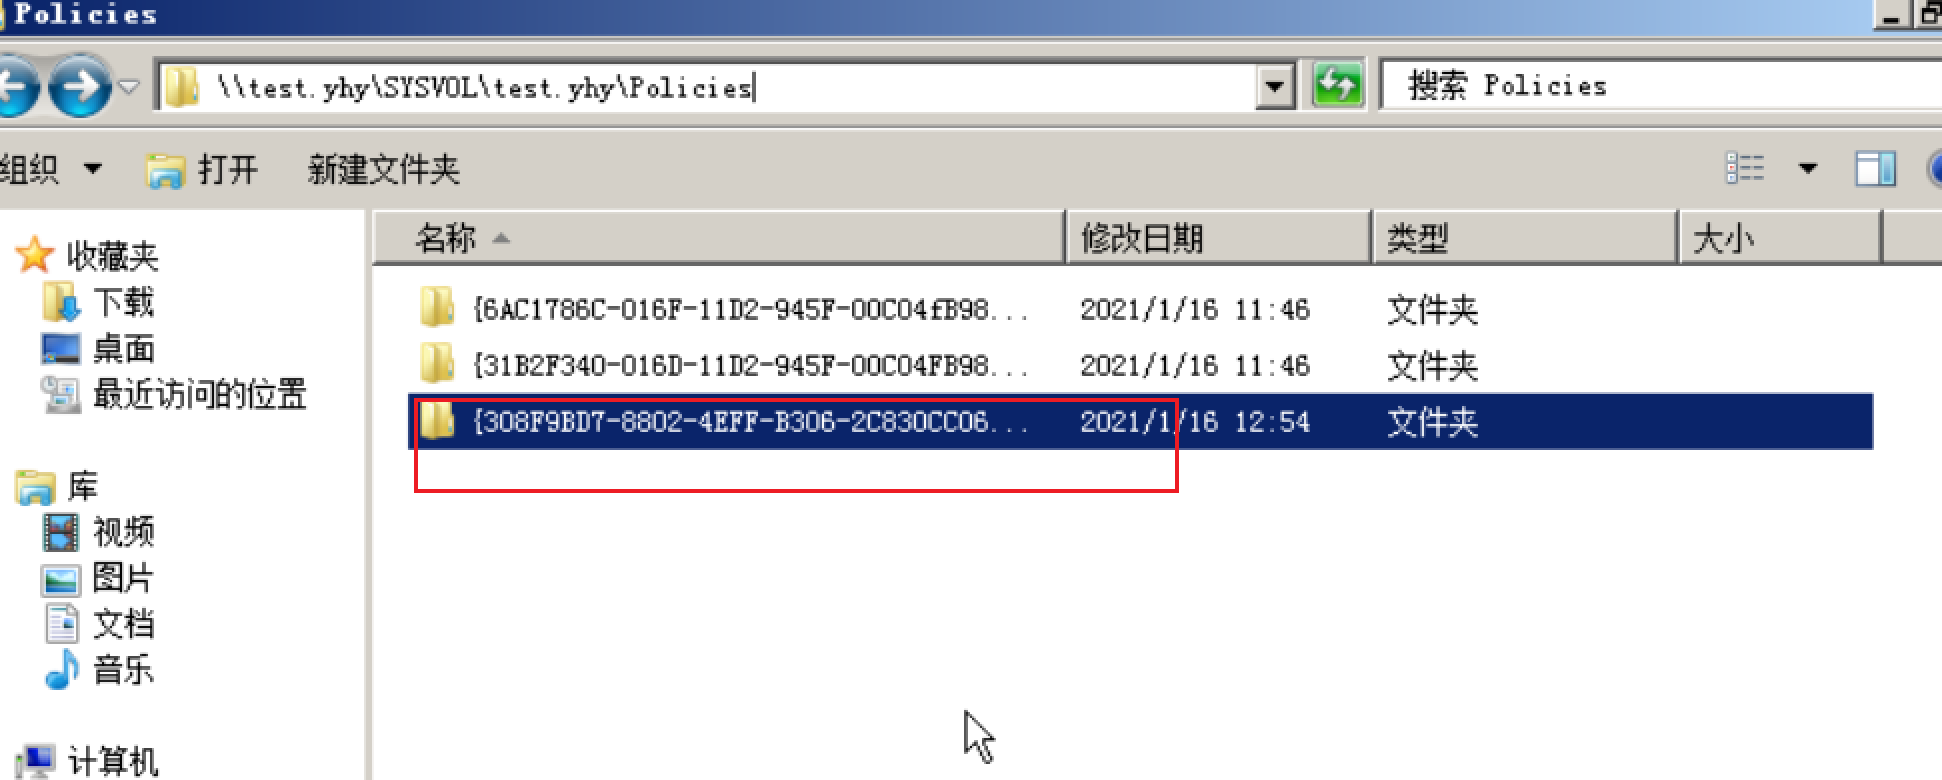 Policies
\\test.yhy\SYSVOL\test.yhy\Policies
搜索 Policies
组织 打开 新建文件夹
名称 修改日期 类型 大小
{6AC1786C-016F-11D2-945F-00C04fB98... 2021/1/16 11:46 文件夹
{31B2F340-016D-11D2-945F-00C04FB98... 2021/1/16 11:46 文件夹
{308F9BD7-8802-4EFF-B306-2C830CC06... 2021/1/16 12:54 文件夹
收藏夹
下载
桌面
最近访问的位置
库
视频
图片
文档
音乐
计算机